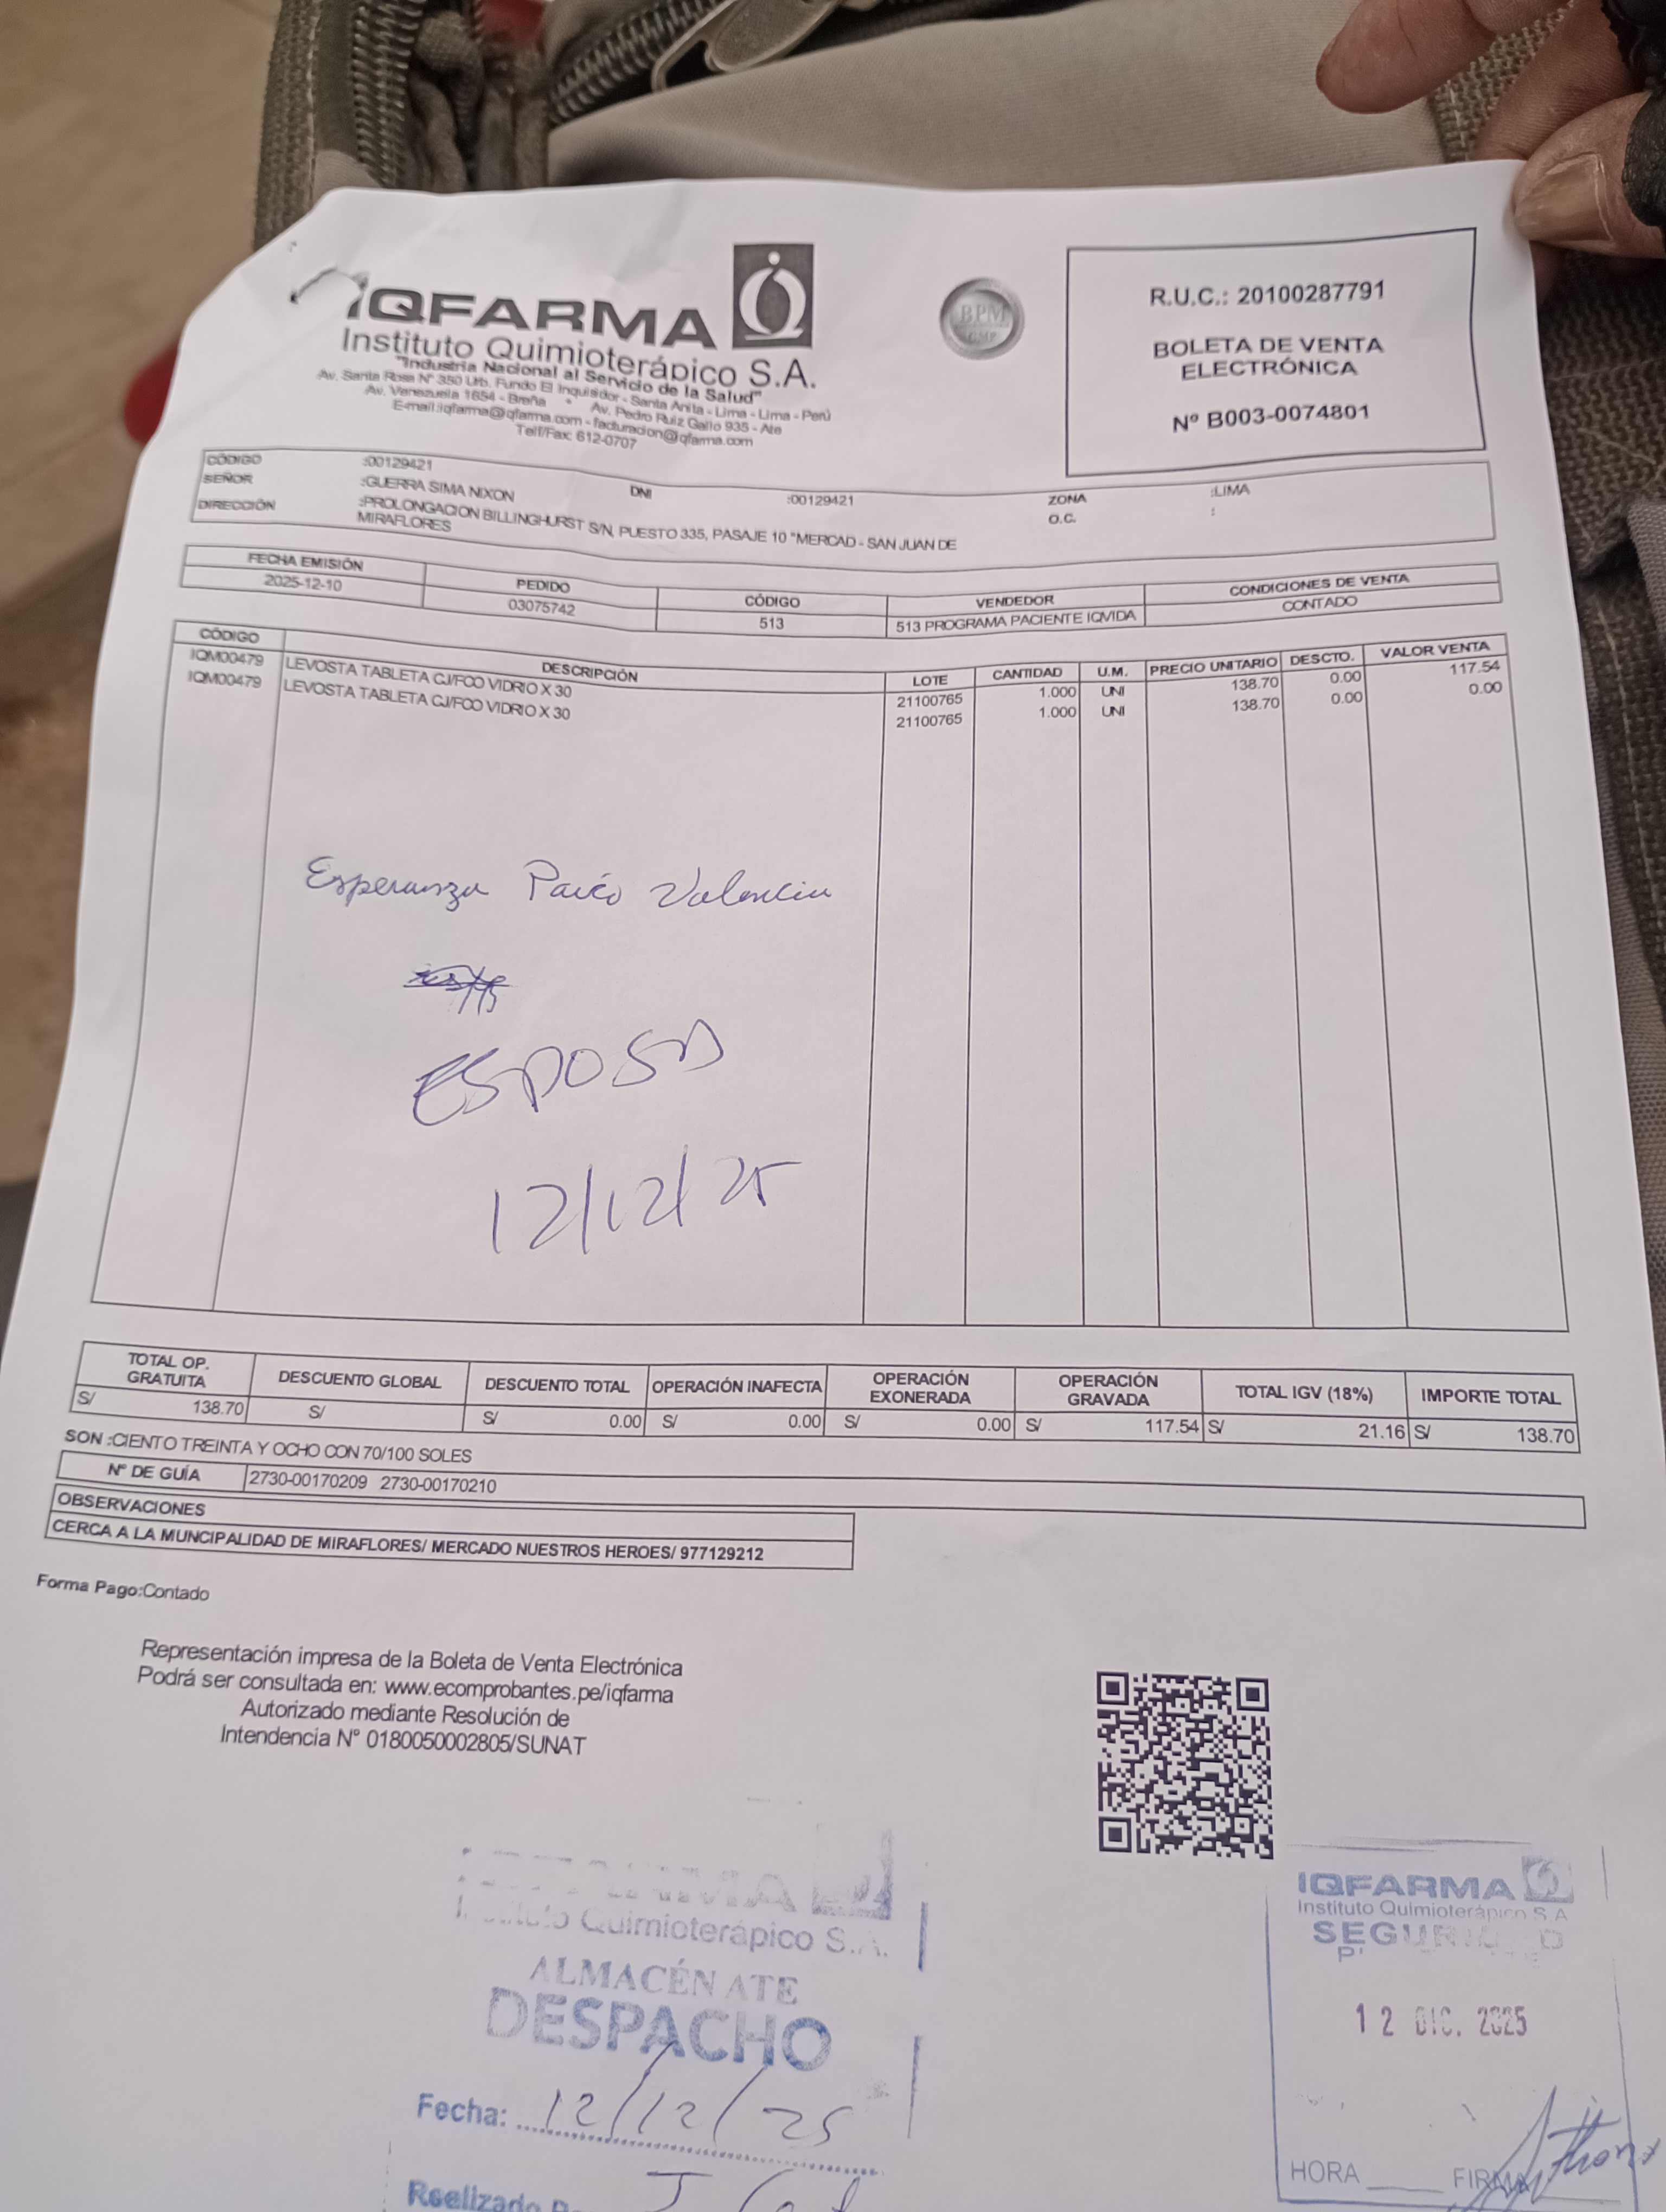 IQFARMA
Instituto Quimioterápico S.A.
"Industria Nacional al Servicio de la Salud"
Av. Santa Rosa N° 350 Urb. Fundo El Inquisidor - Santa Anita - Lima - Lima - Perú
Av. Venezuela 1654 - Breña * Av. Pedro Ruiz Gallo 935 - Ate
E-mail:iqfarma@iqfarma.com - facturacion@iqfarma.com
Telf/Fax: 612-0707
BPM
GMP
R.U.C.: 20100287791
BOLETA DE VENTA
ELECTRÓNICA
Nº B003-0074801
CÓDIGO :00129421
SEÑOR :GUERRA SIMA NIXON DNI :00129421 ZONA :LIMA
DIRECCIÓN :PROLONGACION BILLINGHURST S/N, PUESTO 335, PASAJE 10 "MERCAD - SAN JUAN DE O.C. :
MIRAFLORES
FECHA EMISIÓN PEDIDO CÓDIGO VENDEDOR CONDICIONES DE VENTA
2025-12-10 03075742 513 513 PROGRAMA PACIENTE IQVIDA CONTADO
CÓDIGO DESCRIPCIÓN LOTE CANTIDAD U.M. PRECIO UNITARIO DESCTO. VALOR VENTA
IQM00479 LEVOSTA TABLETA CJ/FCO VIDRIO X 30 21100765 1.000 UNI 138.70 0.00 117.54
IQM00479 LEVOSTA TABLETA CJ/FCO VIDRIO X 30 21100765 1.000 UNI 138.70 0.00 0.00
Esperanza Valencia
ESPOSA
12/12/25
TOTAL OP. GRATUITA DESCUENTO GLOBAL DESCUENTO TOTAL OPERACIÓN INAFECTA OPERACIÓN EXONERADA OPERACIÓN GRAVADA TOTAL IGV (18%) IMPORTE TOTAL
S/ 138.70 S/ S/ 0.00 S/ 0.00 S/ 0.00 S/ 117.54 S/ 21.16 S/ 138.70
SON :CIENTO TREINTA Y OCHO CON 70/100 SOLES
Nº DE GUÍA 2730-00170209 2730-00170210
OBSERVACIONES
CERCA A LA MUNCIPALIDAD DE MIRAFLORES/ MERCADO NUESTROS HEROES/ 977129212
Forma Pago:Contado
Representación impresa de la Boleta de Venta Electrónica
Podrá ser consultada en: www.ecomprobantes.pe/iqfarma
Autorizado mediante Resolución de
Intendencia N° 0180050002805/SUNAT
Quimioterápico S.A.
ALMACÉN ATE
DESPACHO
Fecha: 12/12/25
Realizado
IQFARMA
Instituto Quimioterápico S.A
SEGURIDAD
12 DIC. 2025
HORA FIRMA